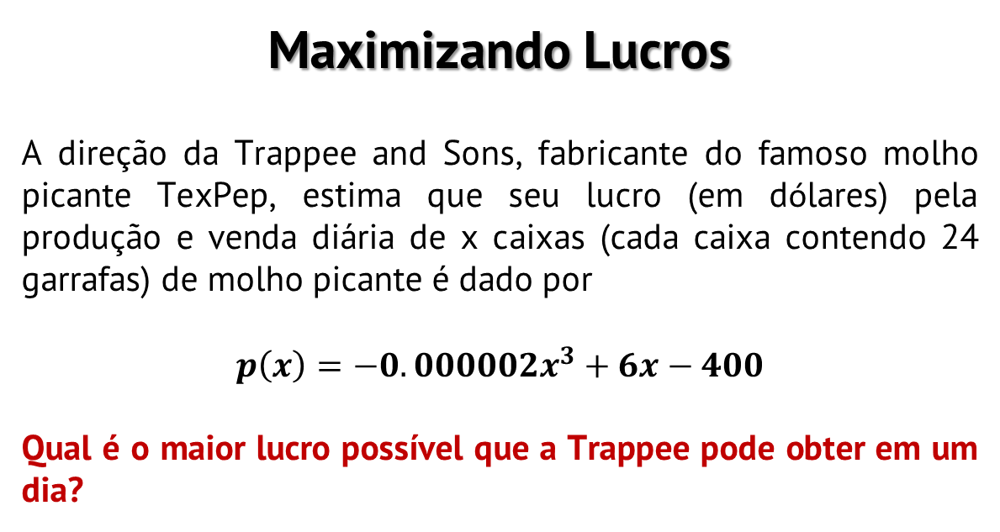 Maximizando Lucros
A direção da Trappee and Sons, fabricante do famoso molho
picante TexPep, estima que seu lucro (em dólares) pela
produção e venda diária de x caixas (cada caixa contendo 24
garrafas) de molho picante é dado por
p(x) = −0.000002x³ + 6x − 400
Qual é o maior lucro possível que a Trappee pode obter em um
dia?